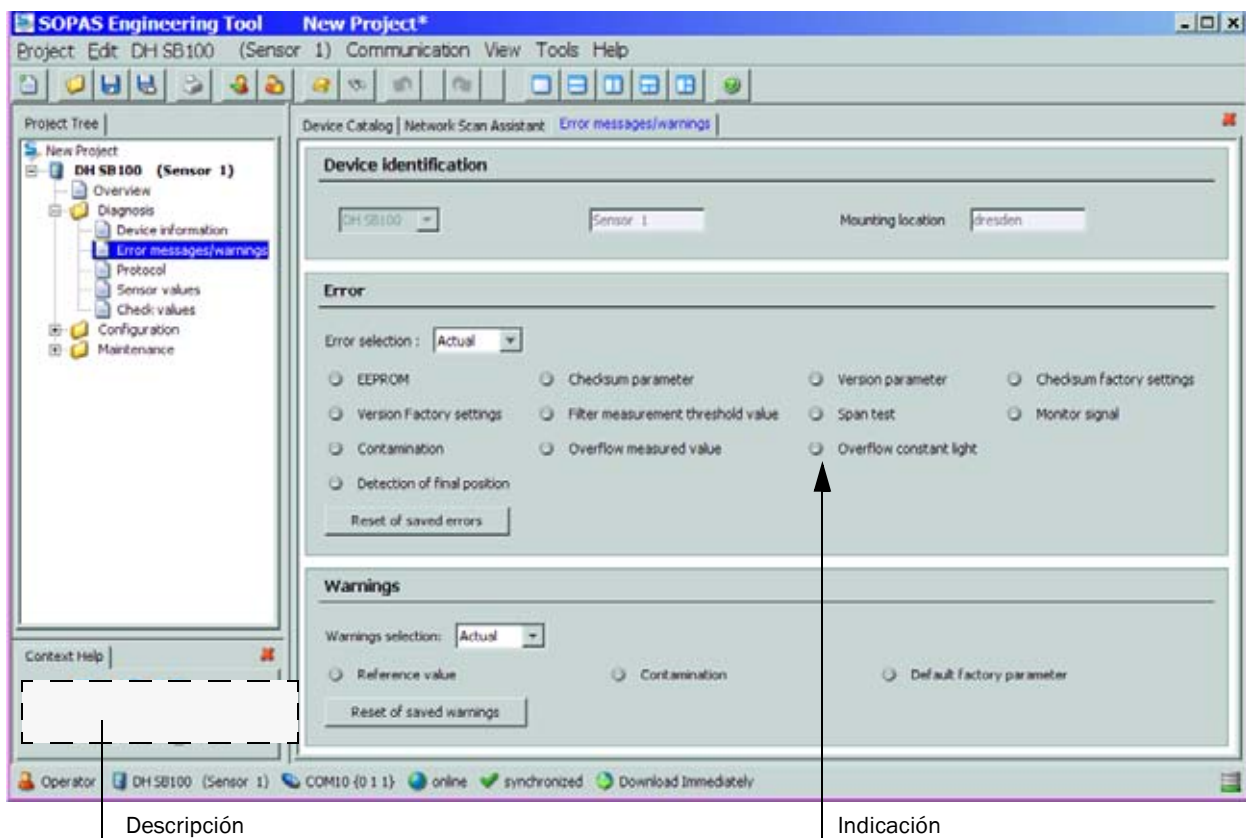 SOPAS Engineering Tool New Project*
Project Edit DH SB100 (Sensor 1) Communication View Tools Help
Project Tree
New Project
DH SB100 (Sensor 1)
Overview
Diagnosis
Device information
Error messages/warnings
Protocol
Sensor values
Check values
Configuration
Maintenance
Context Help
Device Catalog Network Scan Assistant Error messages/warnings
Device identification
DH SB100 Sensor 1 Mounting location dresden
Error
Error selection : Actual
EEPROM Checksum parameter Version parameter Checksum factory settings
Version Factory settings Filter measurement threshold value Span test Monitor signal
Contamination Overflow measured value Overflow constant light
Detection of final position
Reset of saved errors
Warnings
Warnings selection: Actual
Reference value Contamination Default factory parameter
Reset of saved warnings
Operator DH SB100 (Sensor 1) COM10 {0 1 1} online synchronized Download Immediately
Descripción Indicación